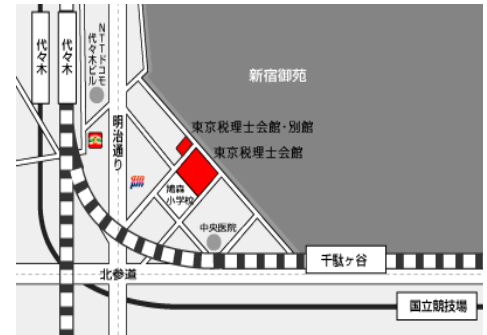 代々木
代々木
NTTドコモ
代々木ビル
新宿御苑
明治通り
東京税理士会館・別館
東京税理士会館
鳩森
小学校
中央医院
千駄ヶ谷
北参道
国立競技場